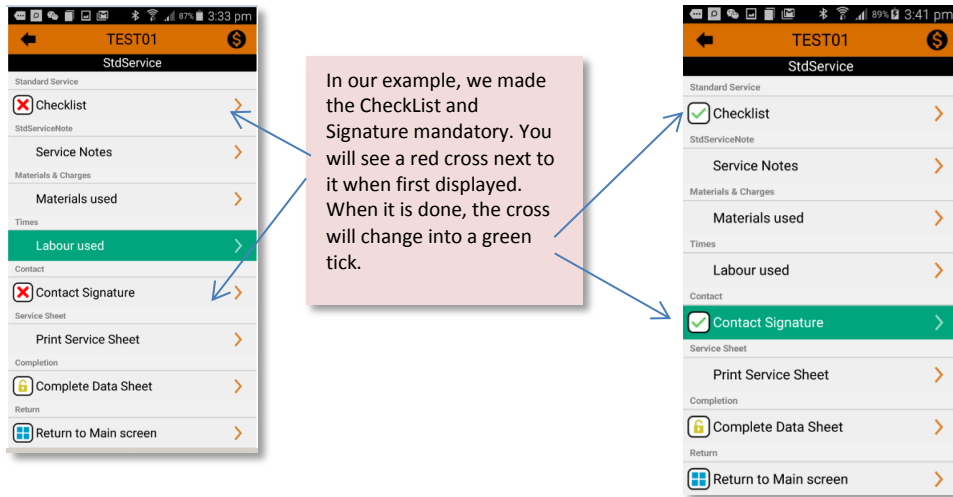 87% 3:33 pm
TEST01
StdService
Standard Service
Checklist
StdServiceNote
Service Notes
Materials & Charges
Materials used
Times
Labour used
Contact
Contact Signature
Service Sheet
Print Service Sheet
Completion
Complete Data Sheet
Return
Return to Main screen
In our example, we made
the CheckList and
Signature mandatory. You
will see a red cross next to
it when first displayed.
When it is done, the cross
will change into a green
tick.
89% 3:41 pm
TEST01
StdService
Standard Service
Checklist
StdServiceNote
Service Notes
Materials & Charges
Materials used
Times
Labour used
Contact
Contact Signature
Service Sheet
Print Service Sheet
Completion
Complete Data Sheet
Return
Return to Main screen